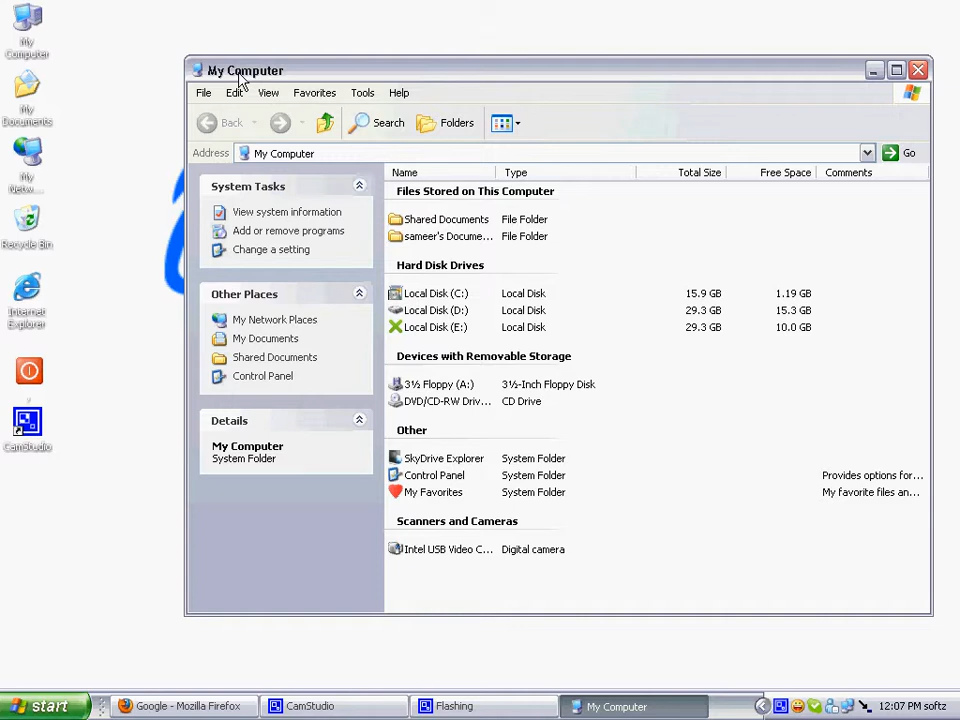 My Computer
My Documents
My Netw...
Recycle Bin
Internet Explorer
CamStudio
My Computer
File Edit View Favorites Tools Help
Back Search Folders
Address My Computer Go
System Tasks
View system information
Add or remove programs
Change a setting
Other Places
My Network Places
My Documents
Shared Documents
Control Panel
Details
My Computer
System Folder
Name Type Total Size Free Space Comments
Files Stored on This Computer
Shared Documents File Folder
sameer's Docume... File Folder
Hard Disk Drives
Local Disk (C:) Local Disk 15.9 GB 1.19 GB
Local Disk (D:) Local Disk 29.3 GB 15.3 GB
Local Disk (E:) Local Disk 29.3 GB 10.0 GB
Devices with Removable Storage
3½ Floppy (A:) 3½-Inch Floppy Disk
DVD/CD-RW Driv... CD Drive
Other
SkyDrive Explorer System Folder
Control Panel System Folder Provides options for...
My Favorites System Folder My favorite files an...
Scanners and Cameras
Intel USB Video C... Digital camera
start Google - Mozilla Firefox CamStudio Flashing My Computer 12:07 PM softz